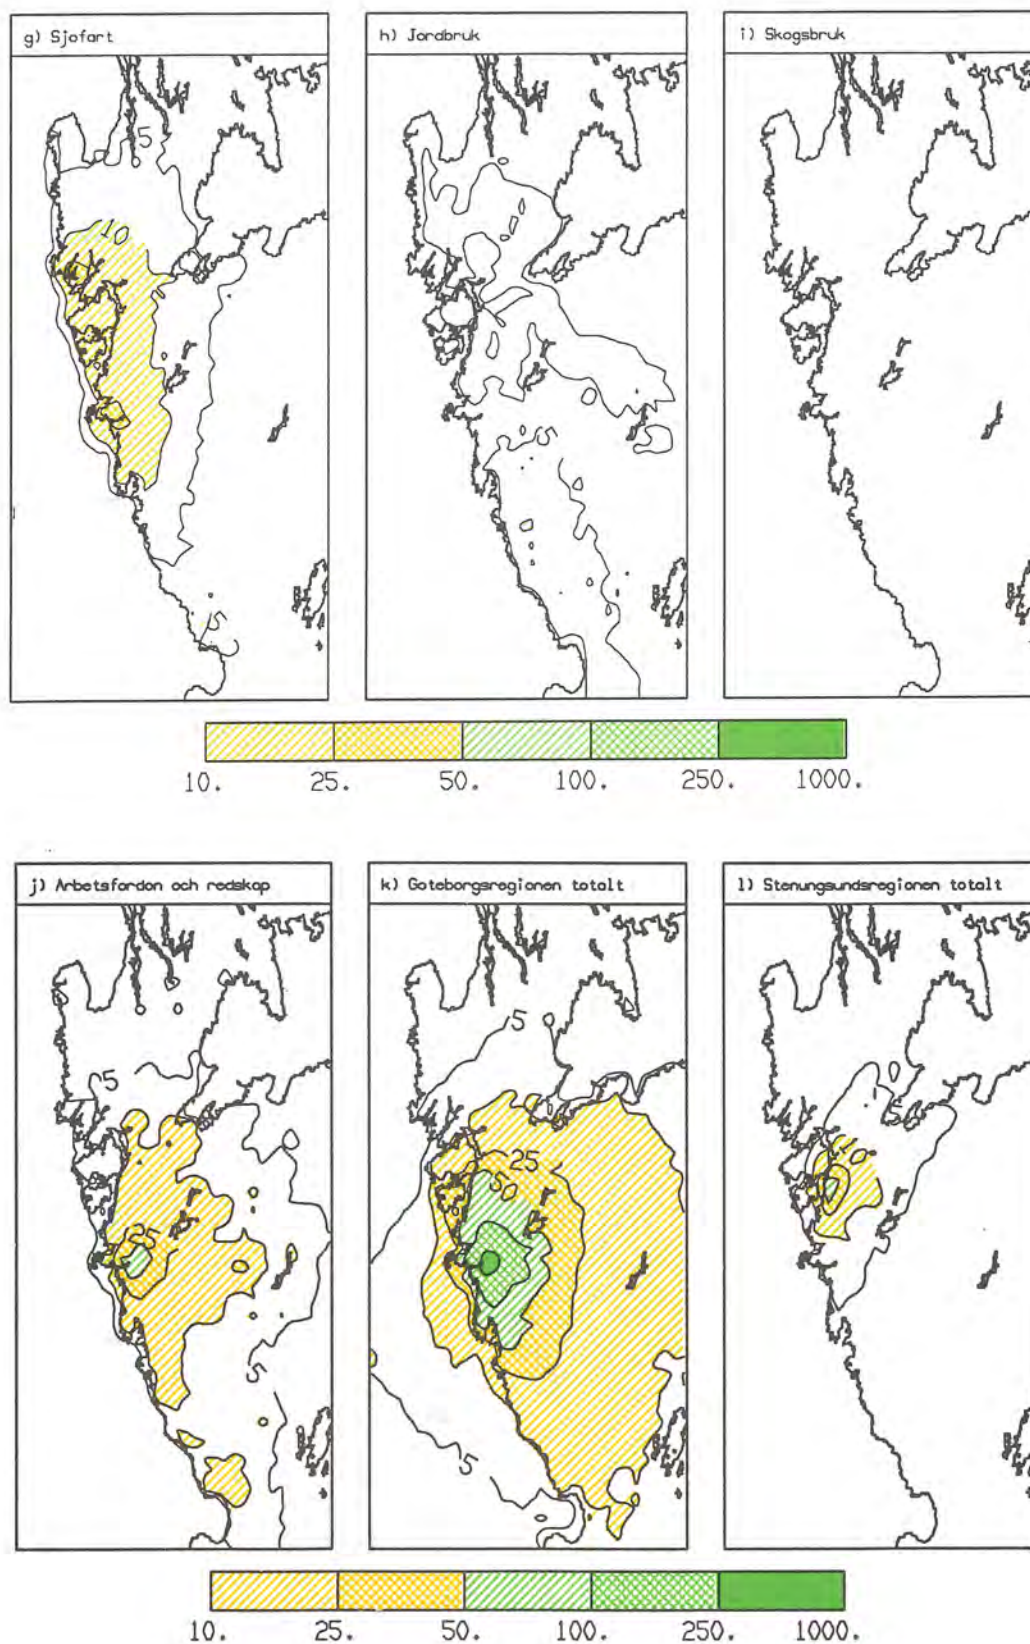 g) Sjofart
h) Jordbruk
i) Skogsbruk
5
10
5
5
10. 25. 50. 100. 250. 1000.
j) Arbetsfordon och redskap
k) Goteborgsregionen totalt
l) Stenungsundsregionen totalt
5
5
10
25
50
25
5
5
10. 25. 50. 100. 250. 1000.